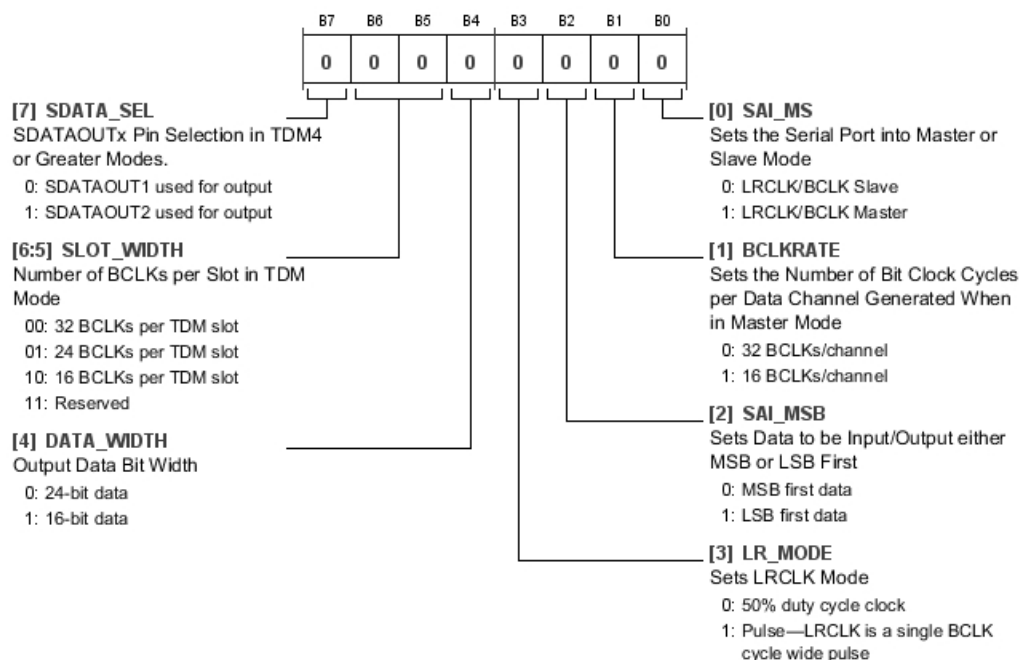 B7 B6 B5 B4 B3 B2 B1 B0
0 0 0 0 0 0 0 0
[7] SDATA_SEL
SDATAOUTx Pin Selection in TDM4
or Greater Modes.
0: SDATAOUT1 used for output
1: SDATAOUT2 used for output
[6:5] SLOT_WIDTH
Number of BCLKs per Slot in TDM
Mode
00: 32 BCLKs per TDM slot
01: 24 BCLKs per TDM slot
10: 16 BCLKs per TDM slot
11: Reserved
[4] DATA_WIDTH
Output Data Bit Width
0: 24-bit data
1: 16-bit data
[0] SAI_MS
Sets the Serial Port into Master or
Slave Mode
0: LRCLK/BCLK Slave
1: LRCLK/BCLK Master
[1] BCLKRATE
Sets the Number of Bit Clock Cycles
per Data Channel Generated When
in Master Mode
0: 32 BCLKs/channel
1: 16 BCLKs/channel
[2] SAI_MSB
Sets Data to be Input/Output either
MSB or LSB First
0: MSB first data
1: LSB first data
[3] LR_MODE
Sets LRCLK Mode
0: 50% duty cycle clock
1: Pulse—LRCLK is a single BCLK
cycle wide pulse